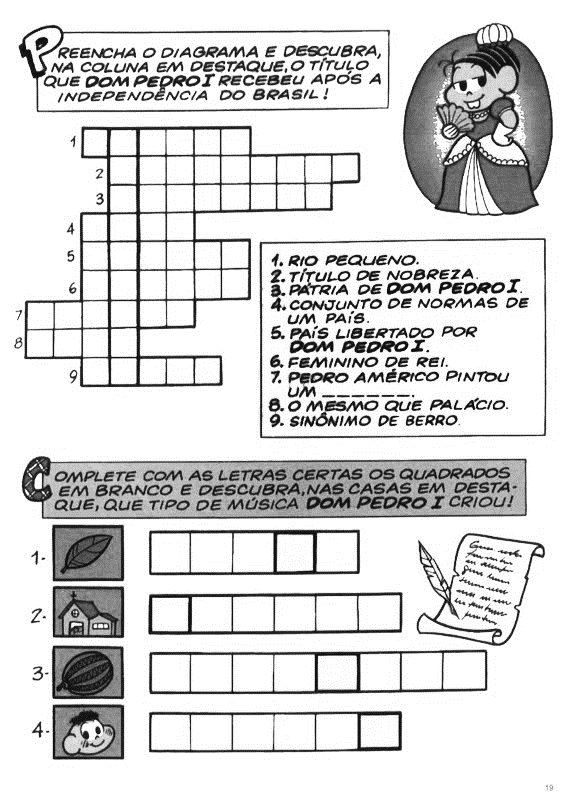 PREENCHA O DIAGRAMA E DESCUBRA,
NA COLUNA EM DESTAQUE, O TÍTULO
QUE DOM PEDRO I RECEBEU APÓS A
INDEPENDÊNCIA DO BRASIL!
1
2
3
4
5
6
7
8
9
1. RIO PEQUENO.
2. TÍTULO DE NOBREZA.
3. PÁTRIA DE DOM PEDRO I.
4. CONJUNTO DE NORMAS DE
UM PAÍS.
5. PAÍS LIBERTADO POR
DOM PEDRO I.
6. FEMININO DE REI.
7. PEDRO AMÉRICO PINTOU
UM _______.
8. O MESMO QUE PALÁCIO.
9. SINÔNIMO DE BERRO.
COMPLETE COM AS LETRAS CERTAS OS QUADRADOS
EM BRANCO E DESCUBRA, NAS CASAS EM DESTA-
QUE, QUE TIPO DE MÚSICA DOM PEDRO I CRIOU!
1-
2-
3-
4-
19